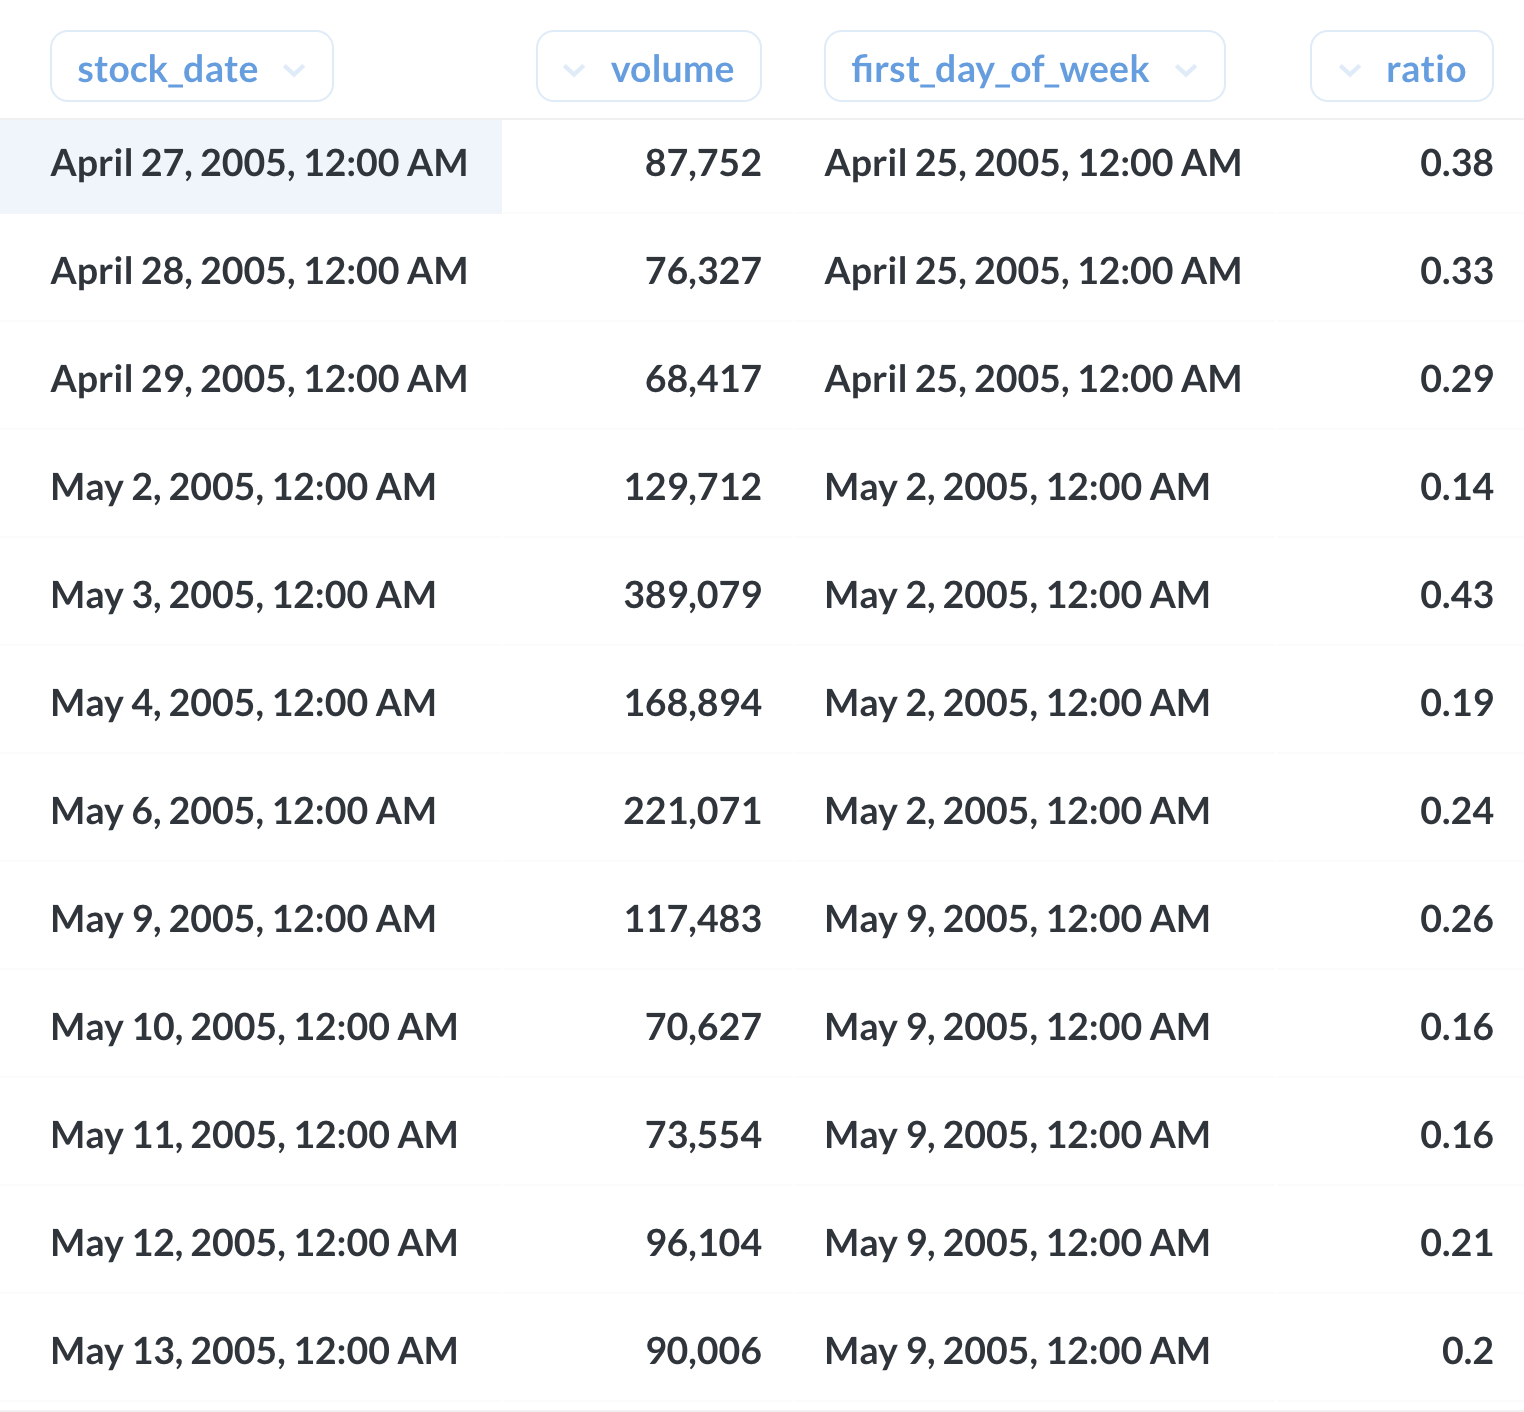 stock_date volume first_day_of_week ratio
April 27, 2005, 12:00 AM 87,752 April 25, 2005, 12:00 AM 0.38
April 28, 2005, 12:00 AM 76,327 April 25, 2005, 12:00 AM 0.33
April 29, 2005, 12:00 AM 68,417 April 25, 2005, 12:00 AM 0.29
May 2, 2005, 12:00 AM 129,712 May 2, 2005, 12:00 AM 0.14
May 3, 2005, 12:00 AM 389,079 May 2, 2005, 12:00 AM 0.43
May 4, 2005, 12:00 AM 168,894 May 2, 2005, 12:00 AM 0.19
May 6, 2005, 12:00 AM 221,071 May 2, 2005, 12:00 AM 0.24
May 9, 2005, 12:00 AM 117,483 May 9, 2005, 12:00 AM 0.26
May 10, 2005, 12:00 AM 70,627 May 9, 2005, 12:00 AM 0.16
May 11, 2005, 12:00 AM 73,554 May 9, 2005, 12:00 AM 0.16
May 12, 2005, 12:00 AM 96,104 May 9, 2005, 12:00 AM 0.21
May 13, 2005, 12:00 AM 90,006 May 9, 2005, 12:00 AM 0.2